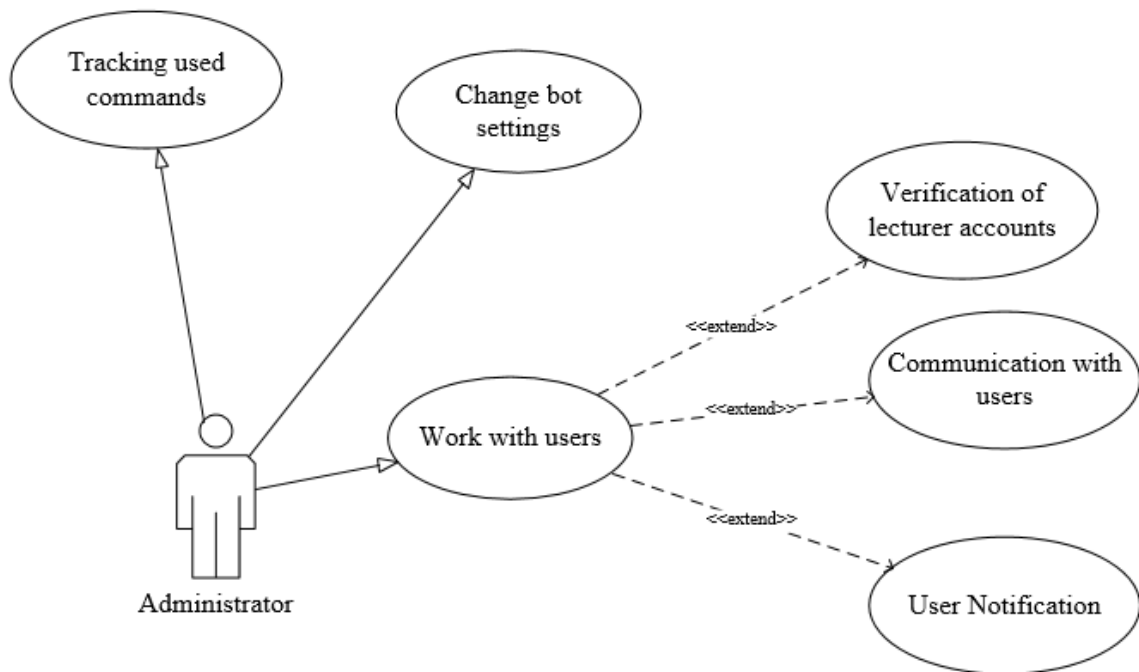 Tracking used
commands
Change bot
settings
Verification of
lecturer accounts
<<extend>>
Communication with
users
<<extend>>
Work with users
<<extend>>
User Notification
Administrator